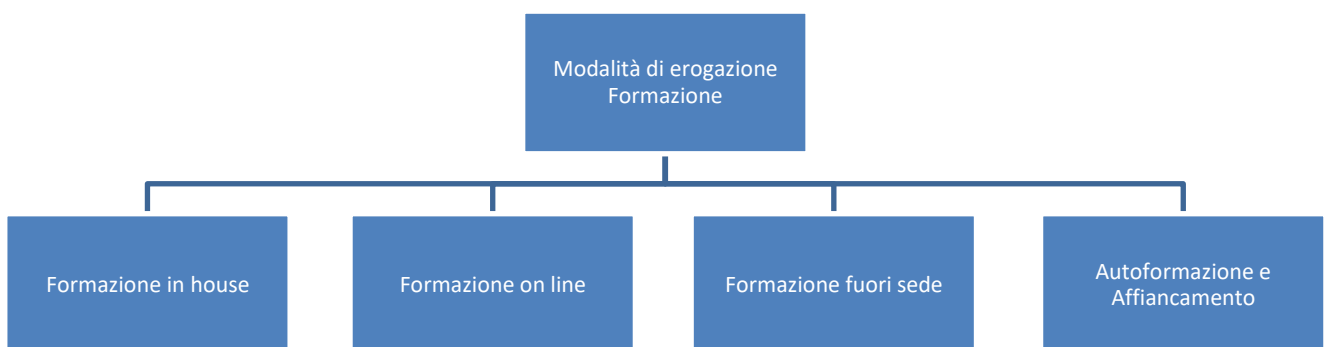 Modalità di erogazione
Formazione
Formazione in house
Formazione on line
Formazione fuori sede
Autoformazione e
Affiancamento